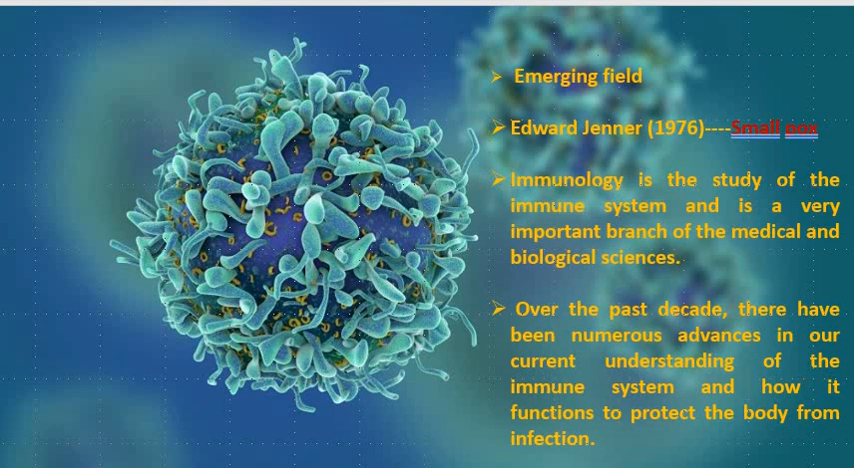 Emerging field
Edward Jenner (1976)----Small pox
Immunology is the study of the
immune system and is a very
important branch of the medical and
biological sciences.
Over the past decade, there have
been numerous advances in our
current understanding of the
immune system and how it
functions to protect the body from
infection.